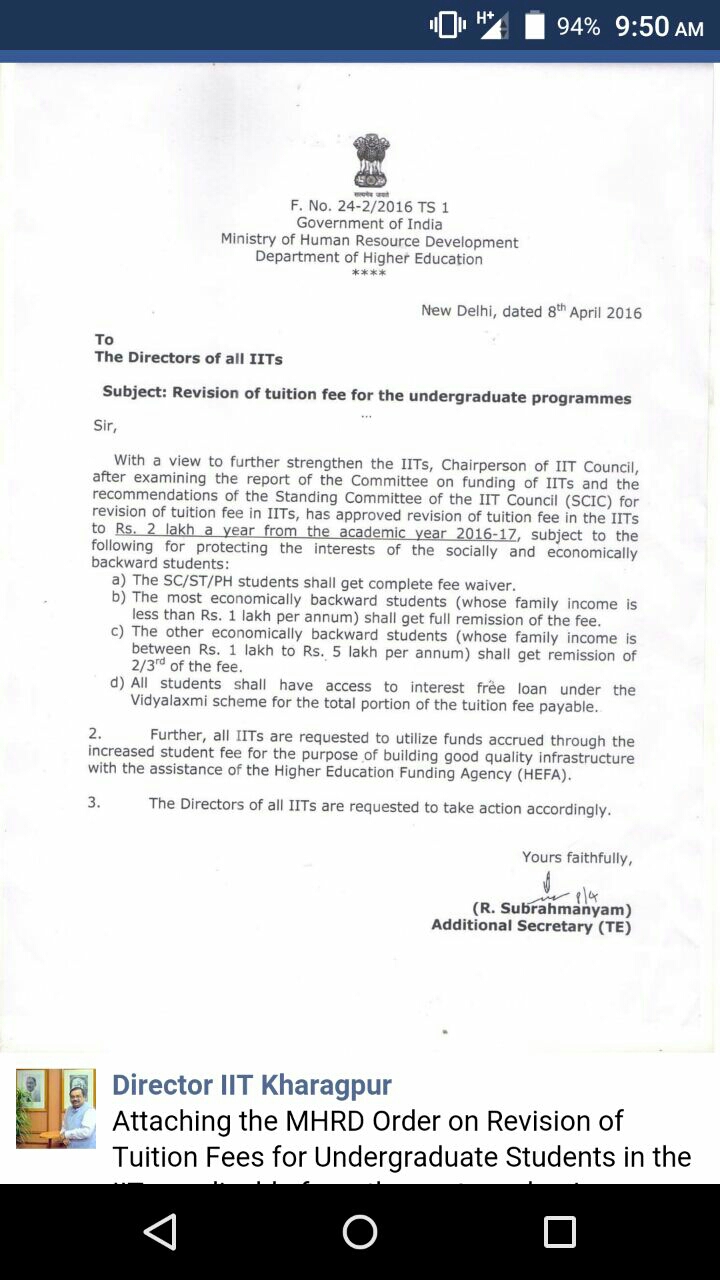 H+ 94% 9:50 AM
सत्यमेव जयते
F. No. 24-2/2016 TS 1
Government of India
Ministry of Human Resource Development
Department of Higher Education
****
New Delhi, dated 8th April 2016
To
The Directors of all IITs
Subject: Revision of tuition fee for the undergraduate programmes
...
Sir,
With a view to further strengthen the IITs, Chairperson of IIT Council,
after examining the report of the Committee on funding of IITs and the
recommendations of the Standing Committee of the IIT Council (SCIC) for
revision of tuition fee in IITs, has approved revision of tuition fee in the IITs
to Rs. 2 lakh a year from the academic year 2016-17, subject to the
following for protecting the interests of the socially and economically
backward students:
a) The SC/ST/PH students shall get complete fee waiver.
b) The most economically backward students (whose family income is
less than Rs. 1 lakh per annum) shall get full remission of the fee.
c) The other economically backward students (whose family income is
between Rs. 1 lakh to Rs. 5 lakh per annum) shall get remission of
2/3rd of the fee.
d) All students shall have access to interest free loan under the
Vidyalaxmi scheme for the total portion of the tuition fee payable.
2. Further, all IITs are requested to utilize funds accrued through the
increased student fee for the purpose of building good quality infrastructure
with the assistance of the Higher Education Funding Agency (HEFA).
3. The Directors of all IITs are requested to take action accordingly.
Yours faithfully,
8/4
(R. Subrahmanyam)
Additional Secretary (TE)
Director IIT Kharagpur
Attaching the MHRD Order on Revision of
Tuition Fees for Undergraduate Students in the